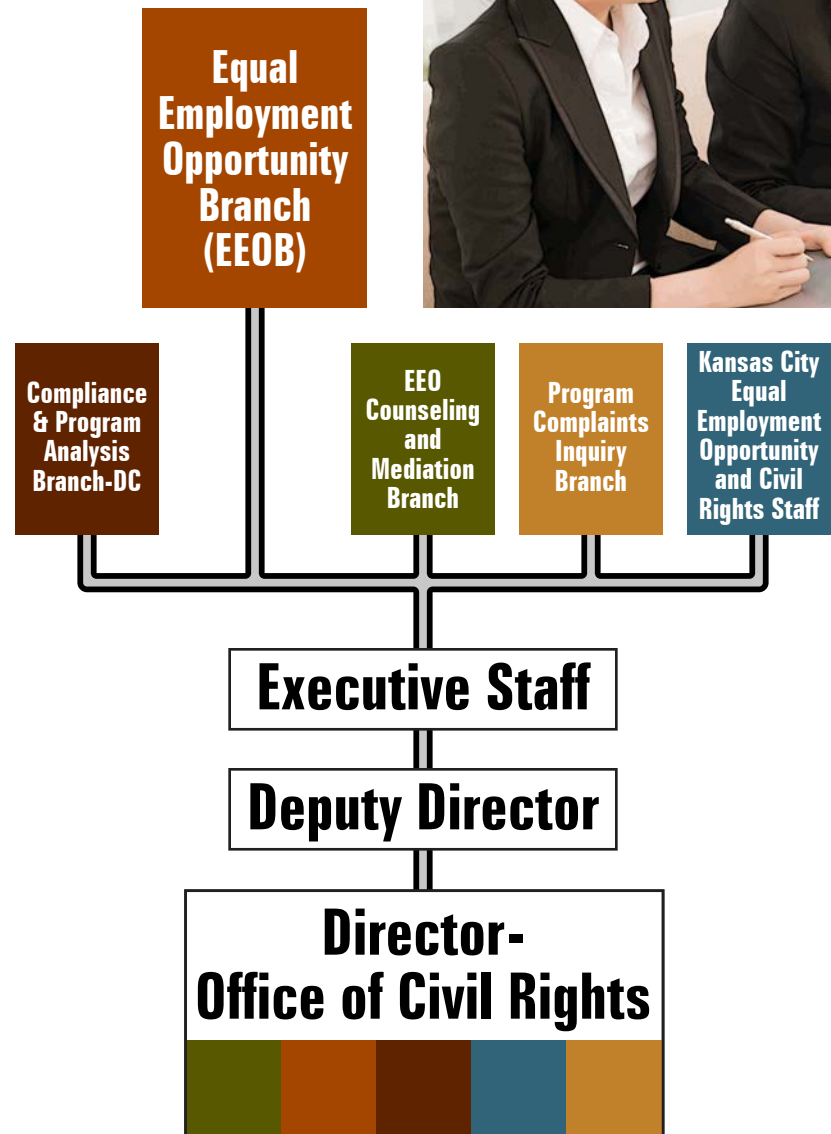 Equal
Employment
Opportunity
Branch
(EEOB)
Compliance
& Program
Analysis
Branch-DC
EEO
Counseling
and
Mediation
Branch
Program
Complaints
Inquiry
Branch
Kansas City
Equal
Employment
Opportunity
and Civil
Rights Staff
Executive Staff
Deputy Director
Director-
Office of Civil Rights